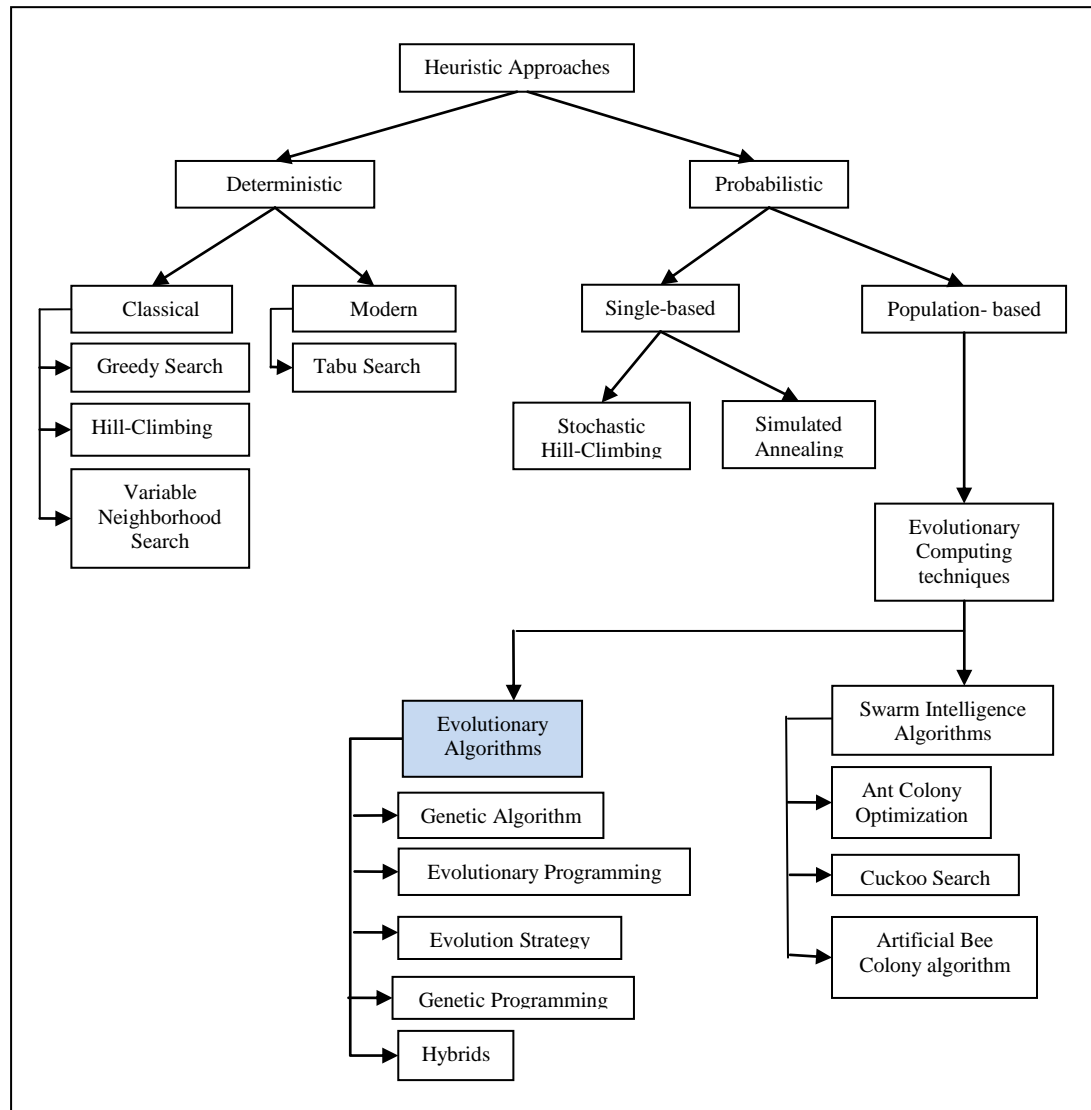 Heuristic Approaches
Deterministic
Probabilistic
Classical
Modern
Single-based
Population- based
Greedy Search
Tabu Search
Hill-Climbing
Stochastic
Hill-Climbing
Simulated
Annealing
Variable
Neighborhood
Search
Evolutionary
Computing
techniques
Evolutionary
Algorithms
Swarm Intelligence
Algorithms
Genetic Algorithm
Evolutionary Programming
Evolution Strategy
Genetic Programming
Hybrids
Ant Colony
Optimization
Cuckoo Search
Artificial Bee
Colony algorithm